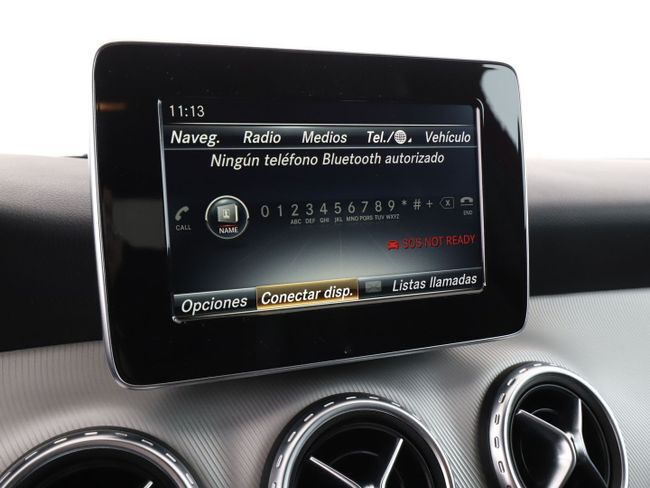 11:13
Naveg. Radio Medios Tel./ Vehículo
Ningún teléfono Bluetooth autorizado
0 1 2 3 4 5 6 7 8 9 * # +
ABC DEF GHI JKL MNO PQRS TUV WXYZ
CALL NAME END
SOS NOT READY
Opciones Conectar disp. Listas llamadas